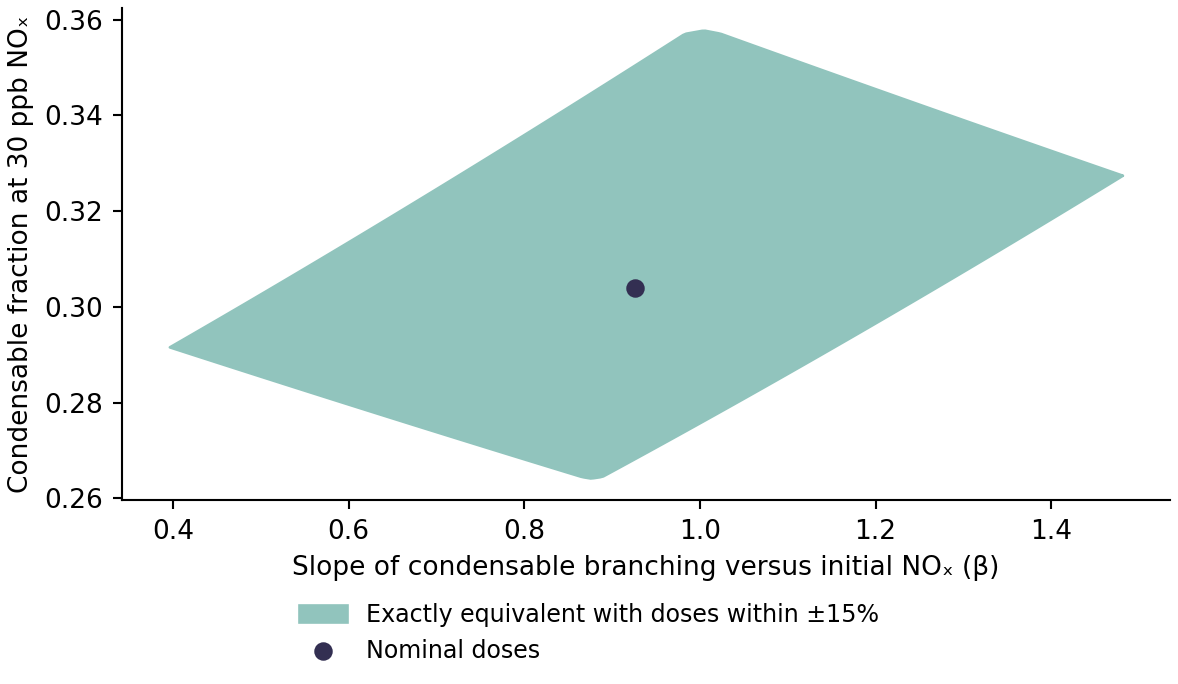 Condensable fraction at 30 ppb NOₓ
0.36
0.34
0.32
0.30
0.28
0.26
0.4 0.6 0.8 1.0 1.2 1.4
Slope of condensable branching versus initial NOₓ (β)
Exactly equivalent with doses within ±15%
Nominal doses